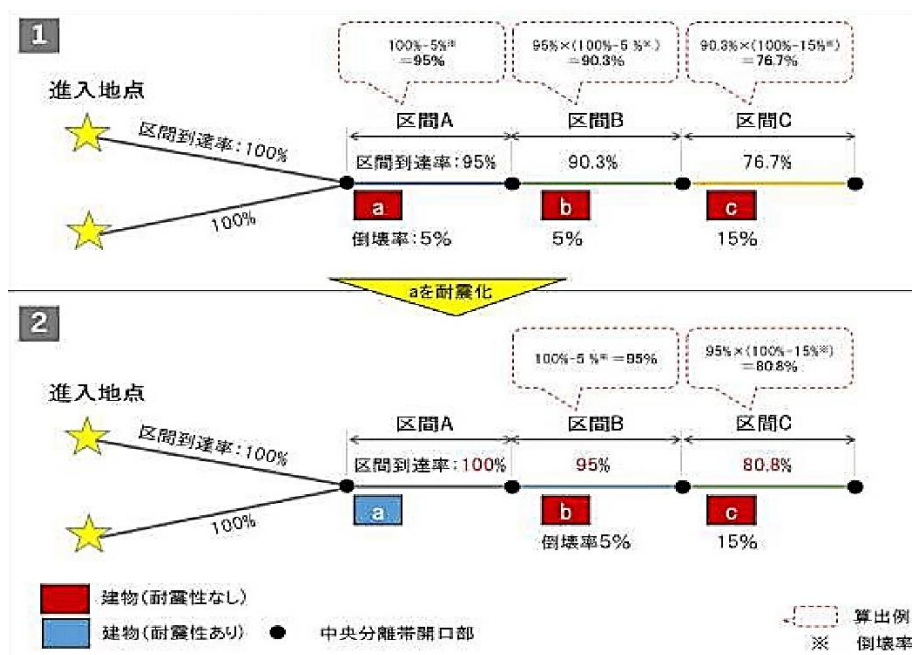 1
100%-5%※
=95%
95%×(100%-5 %※)
=90.3%
90.3%×(100%-15%※)
=76.7%
進入地点
区間A
区間B
区間C
区間到達率:100%
区間到達率:95%
90.3%
76.7%
100%
a
b
c
倒壊率:5%
5%
15%
aを耐震化
2
100%-5 %※ =95%
95%×(100%-15%※)
=80.8%
進入地点
区間A
区間B
区間C
区間到達率:100%
区間到達率:100%
95%
80.8%
100%
a
b
c
倒壊率5%
15%
建物(耐震性なし)
建物(耐震性あり)
中央分離帯開口部
算出例
※ 倒壊率